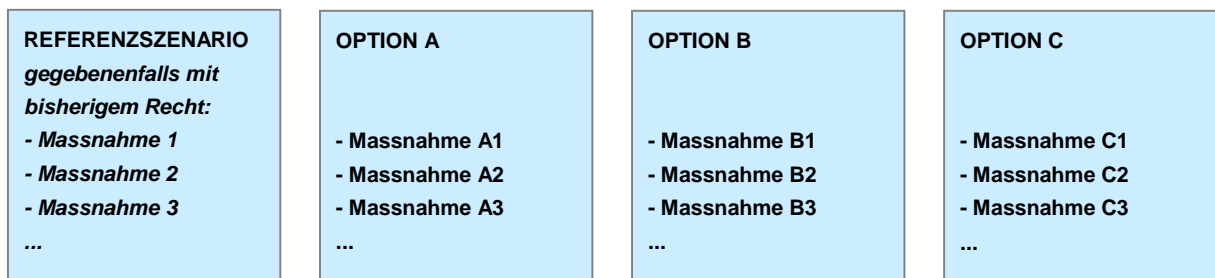 REFERENZSZENARIO
gegebenenfalls mit
bisherigem Recht:
- Massnahme 1
- Massnahme 2
- Massnahme 3
...
OPTION A
- Massnahme A1
- Massnahme A2
- Massnahme A3
...
OPTION B
- Massnahme B1
- Massnahme B2
- Massnahme B3
...
OPTION C
- Massnahme C1
- Massnahme C2
- Massnahme C3
...